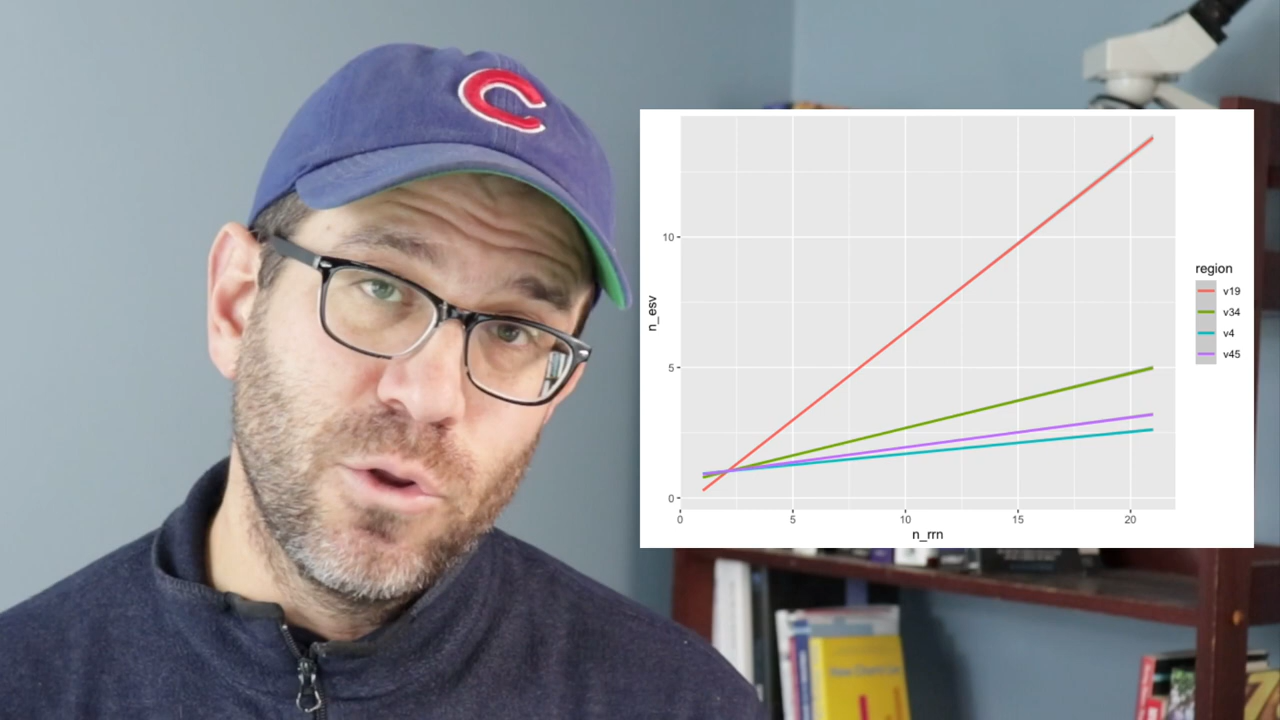 C
10
5
0
n_esv
0 5 10 15 20
n_rrn
region
v19
v34
v4
v45